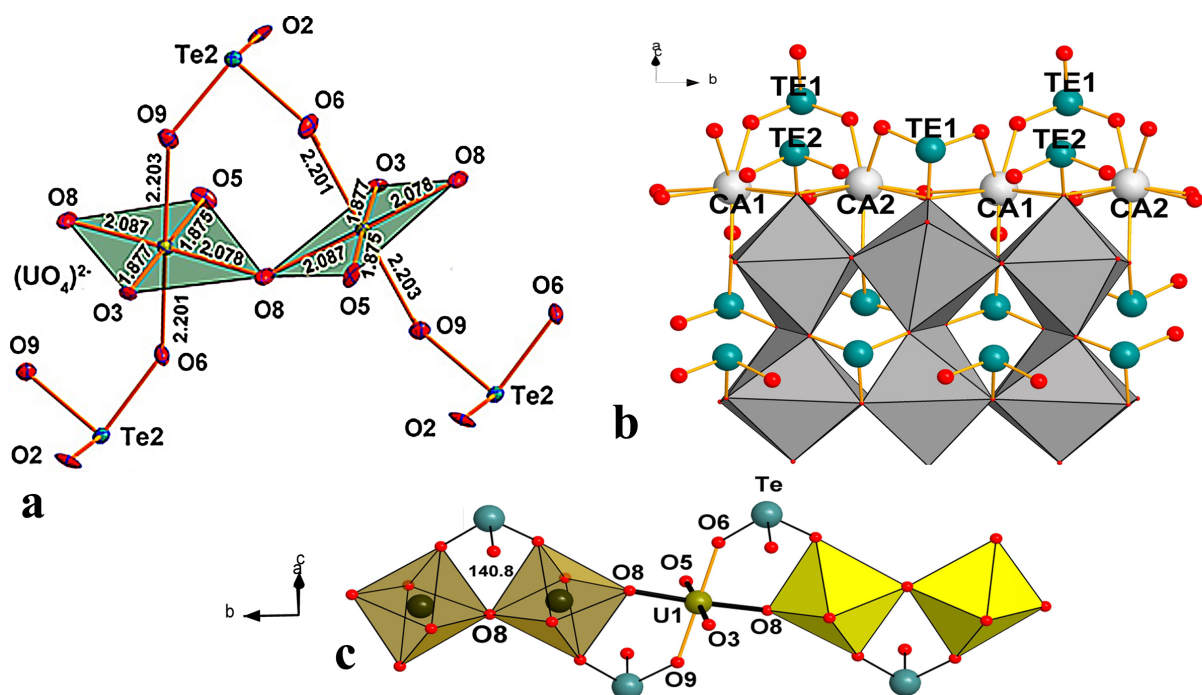 a
O2
Te2
O9
O6
2.203
2.201
O3
O8
O8
O5
1.877
2.078
2.087
1.875
1.877
2.078
2.087
1.875
(UO₄)²⁻
O3
O8
O5
2.201
2.203
O6
O9
O6
O9
Te2
O2
Te2
O2
a
c
b
TE1
TE1
TE2
TE1
TE2
CA1
CA2
CA1
CA2
b
Te
O6
140.8
O8
O5
c
a
b
U1
O8
O8
O3
O9
c